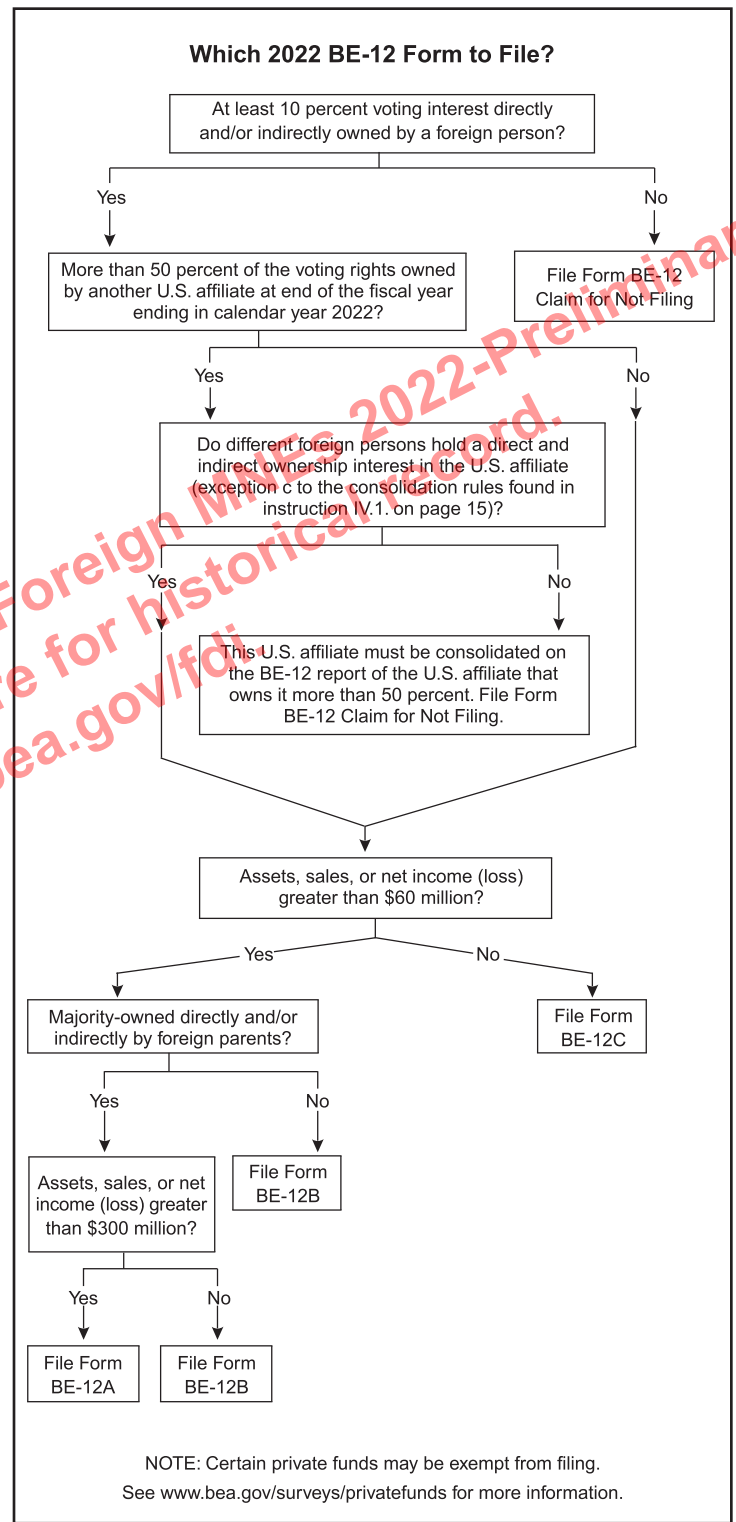 Which 2022 BE-12 Form to File?
At least 10 percent voting interest directly
and/or indirectly owned by a foreign person?
Yes
No
More than 50 percent of the voting rights owned
by another U.S. affiliate at end of the fiscal year
ending in calendar year 2022?
File Form BE-12
Claim for Not Filing
Yes
No
Do different foreign persons hold a direct and
indirect ownership interest in the U.S. affiliate
(exception c to the consolidation rules found in
instruction IV.1. on page 15)?
Yes
No
This U.S. affiliate must be consolidated on
the BE-12 report of the U.S. affiliate that
owns it more than 50 percent. File Form
BE-12 Claim for Not Filing.
Assets, sales, or net income (loss)
greater than $60 million?
Yes
No
Majority-owned directly and/or
indirectly by foreign parents?
File Form
BE-12C
Yes
No
Assets, sales, or net
income (loss) greater
than $300 million?
File Form
BE-12B
Yes
No
File Form
BE-12A
File Form
BE-12B
NOTE: Certain private funds may be exempt from filing.
See www.bea.gov/surveys/privatefunds for more information.
Foreign MNEs 2022-Preliminar
for historical record.
bea.gov/fdi.